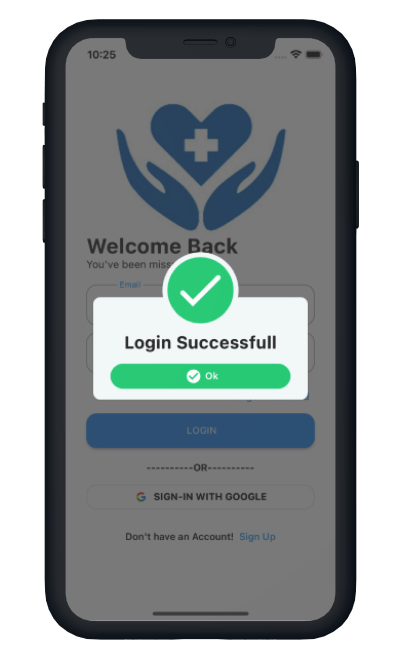 10:25
Welcome Back
You've been
Email
Login Successfull
Ok
LOGIN
----------OR----------
SIGN-IN WITH GOOGLE
Don't have an Account! Sign Up